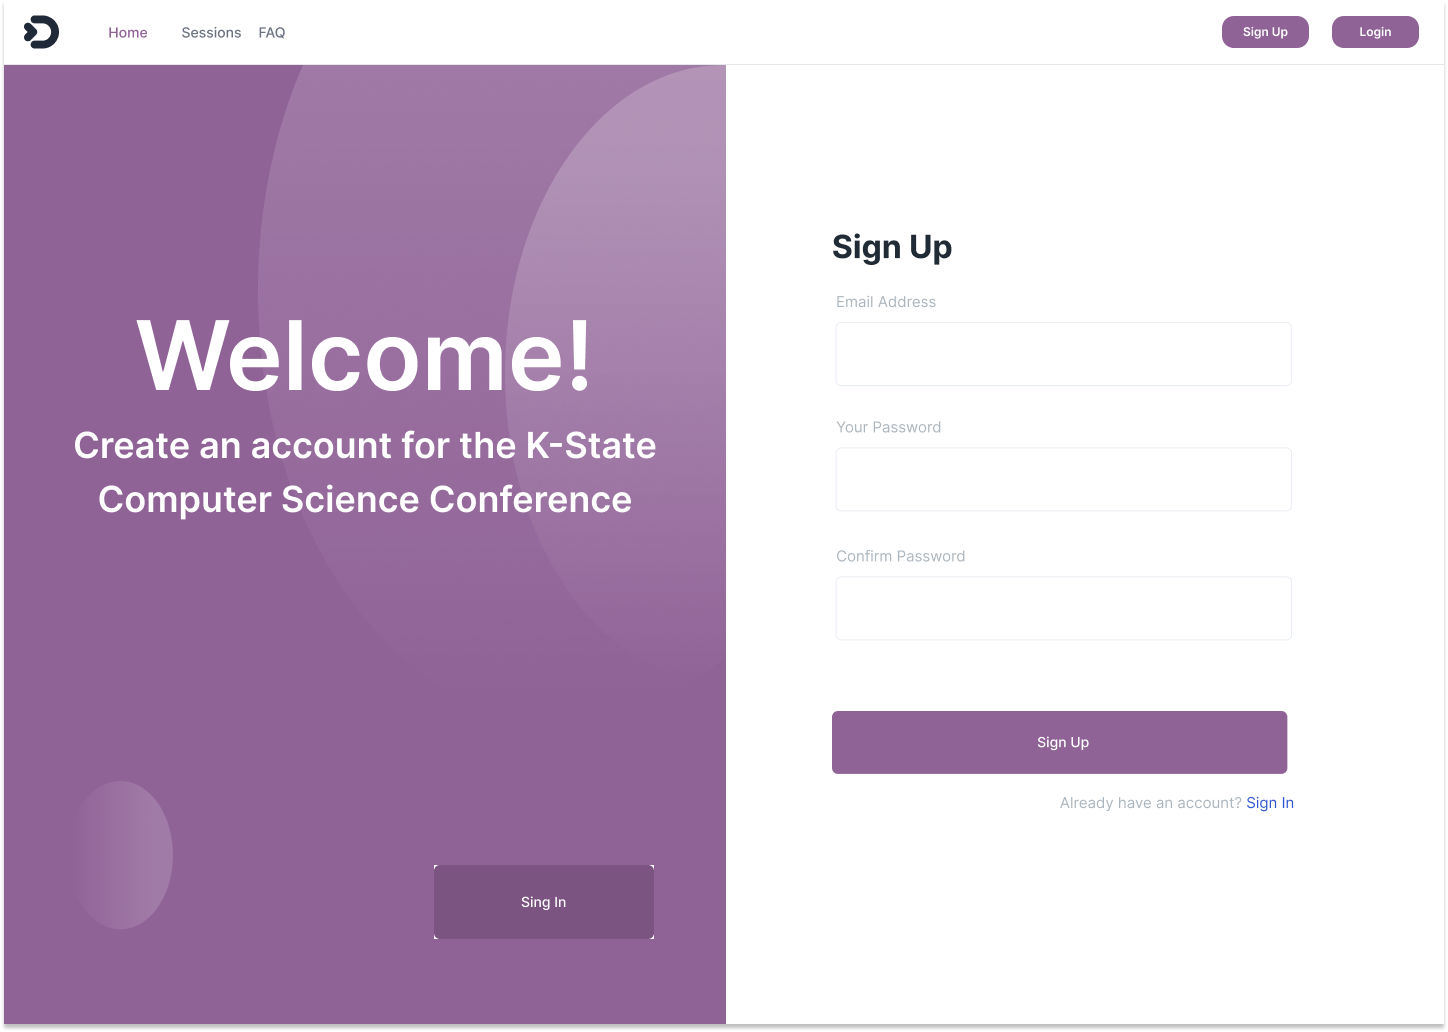 Home Sessions FAQ Sign Up Login
Welcome!
Create an account for the K-State
Computer Science Conference
Sing In
Sign Up
Email Address
Your Password
Confirm Password
Sign Up
Already have an account? Sign In